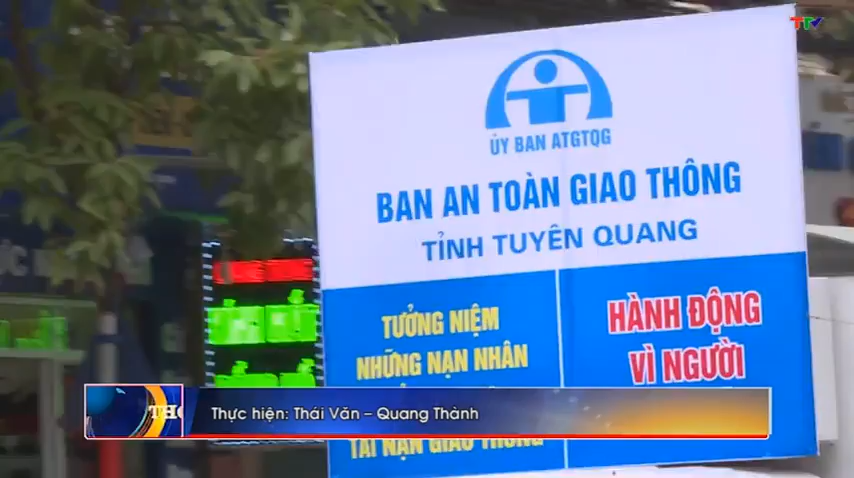 TTV
ỦY BAN ATGTQG
BAN AN TOÀN GIAO THÔNG
TỈNH TUYÊN QUANG
TƯỞNG NIỆM
NHỮNG NẠN NHÂN
TAI NẠN GIAO THÔNG
HÀNH ĐỘNG
VÌ NGƯỜI
Thực hiện: Thái Văn – Quang Thành